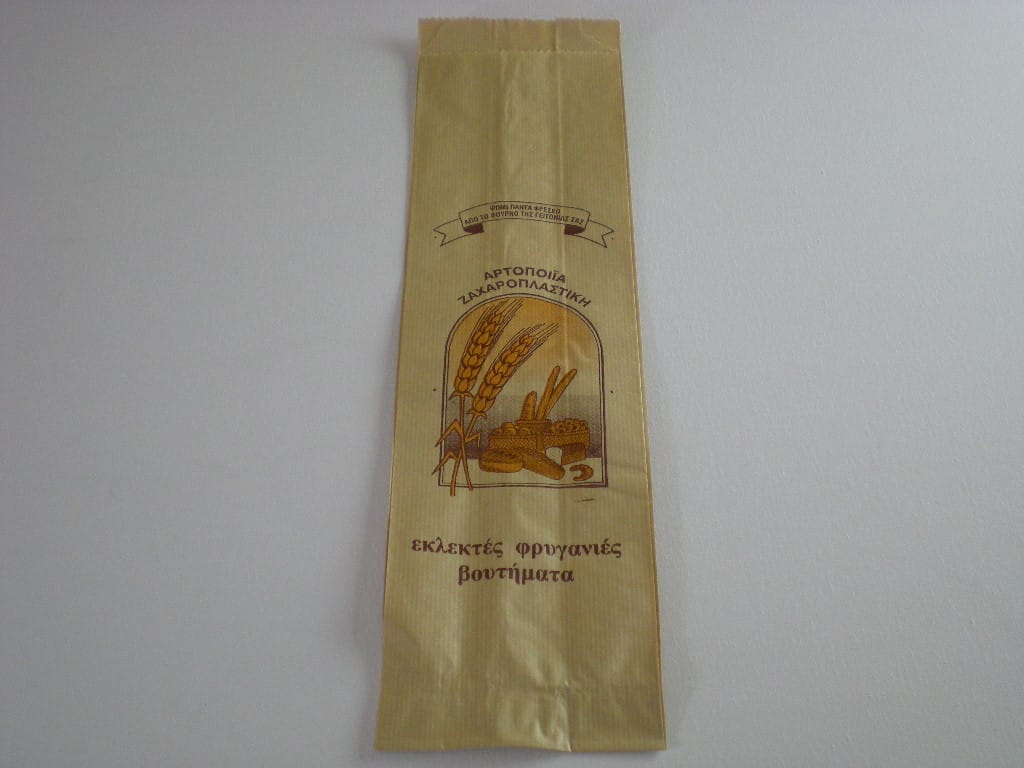 ΨΩΜΙ ΠΑΝΤΑ ΦΡΕΣΚΟ
ΑΠΟ ΤΟ ΦΟΥΡΝΟ ΤΗΣ ΓΕΙΤΟΝΙΑΣ ΣΑΣ
ΑΡΤΟΠΟΙΪΑ
ΖΑΧΑΡΟΠΛΑΣΤΙΚΗ
εκλεκτές φρυγανιές
βουτήματα